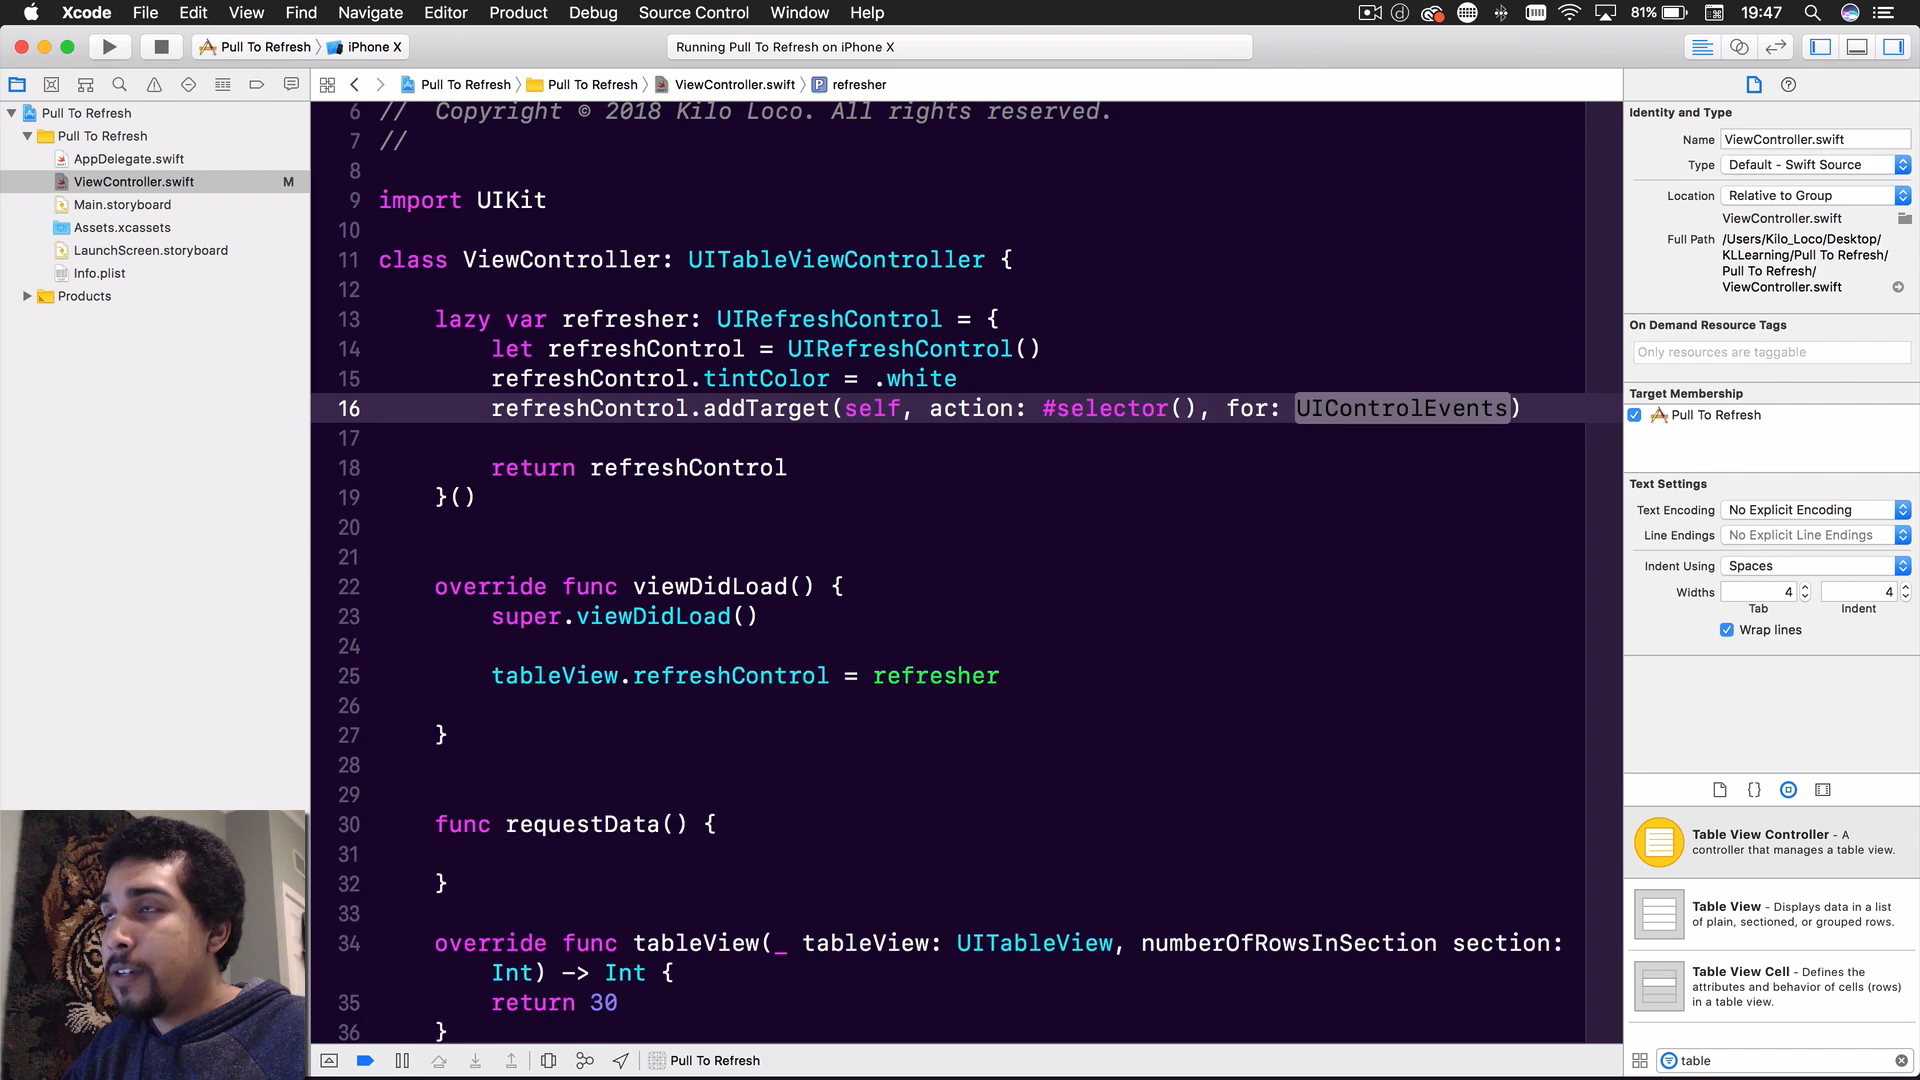 Xcode File Edit View Find Navigate Editor Product Debug Source Control Window Help
81% 19:47
Pull To Refresh iPhone X
Running Pull To Refresh on iPhone X
Pull To Refresh Pull To Refresh ViewController.swift P refresher
Pull To Refresh
Pull To Refresh
AppDelegate.swift
ViewController.swift M
Main.storyboard
Assets.xcassets
LaunchScreen.storyboard
Info.plist
Products
6 // Copyright © 2018 Kilo Loco. All rights reserved.
7 //
8
9 import UIKit
10
11 class ViewController: UITableViewController {
12
13 lazy var refresher: UIRefreshControl = {
14 let refreshControl = UIRefreshControl()
15 refreshControl.tintColor = .white
16 refreshControl.addTarget(self, action: #selector(), for: UIControlEvents)
17
18 return refreshControl
19 }()
20
21
22 override func viewDidLoad() {
23 super.viewDidLoad()
24
25 tableView.refreshControl = refresher
26
27 }
28
29
30 func requestData() {
31
32 }
33
34 override func tableView(_ tableView: UITableView, numberOfRowsInSection section:
Int) -> Int {
35 return 30
36 }
Pull To Refresh
Identity and Type
Name ViewController.swift
Type Default - Swift Source
Location Relative to Group
ViewController.swift
Full Path /Users/Kilo_Loco/Desktop/
KLLearning/Pull To Refresh/
Pull To Refresh/
ViewController.swift
On Demand Resource Tags
Only resources are taggable
Target Membership
Pull To Refresh
Text Settings
Text Encoding No Explicit Encoding
Line Endings No Explicit Line Endings
Indent Using Spaces
Widths 4 4
Tab Indent
Wrap lines
{}
Table View Controller - A
controller that manages a table view.
Table View - Displays data in a list
of plain, sectioned, or grouped rows.
Table View Cell - Defines the
attributes and behavior of cells (rows)
in a table view.
table